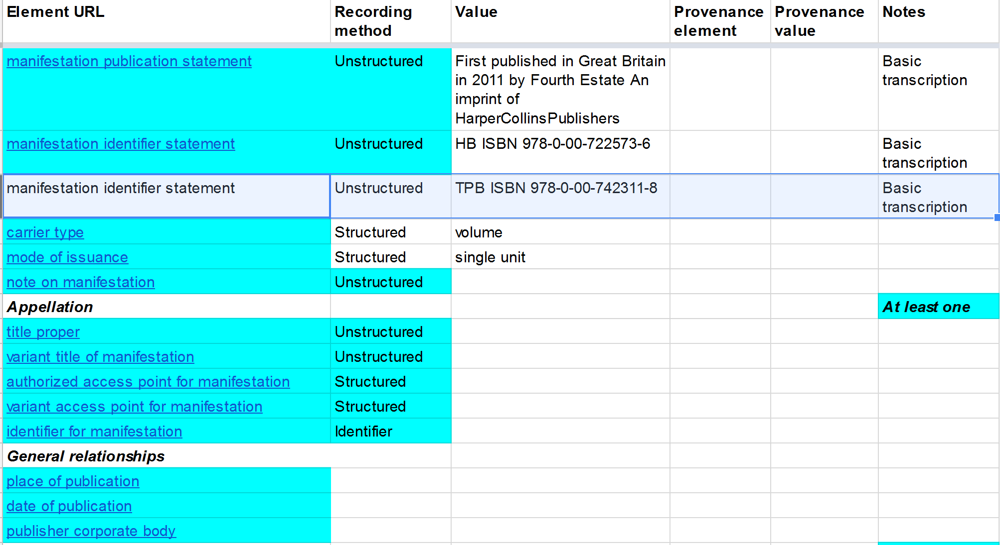 Element URL
Recording method
Value
Provenance element
Provenance value
Notes
manifestation publication statement
Unstructured
First published in Great Britain
in 2011 by Fourth Estate An
imprint of
HarperCollinsPublishers
Basic
transcription
manifestation identifier statement
Unstructured
HB ISBN 978-0-00-722573-6
Basic
transcription
manifestation identifier statement
Unstructured
TPB ISBN 978-0-00-742311-8
Basic
transcription
carrier type
Structured
volume
mode of issuance
Structured
single unit
note on manifestation
Unstructured
Appellation
At least one
title proper
Unstructured
variant title of manifestation
Unstructured
authorized access point for manifestation
Structured
variant access point for manifestation
Structured
identifier for manifestation
Identifier
General relationships
place of publication
date of publication
publisher corporate body